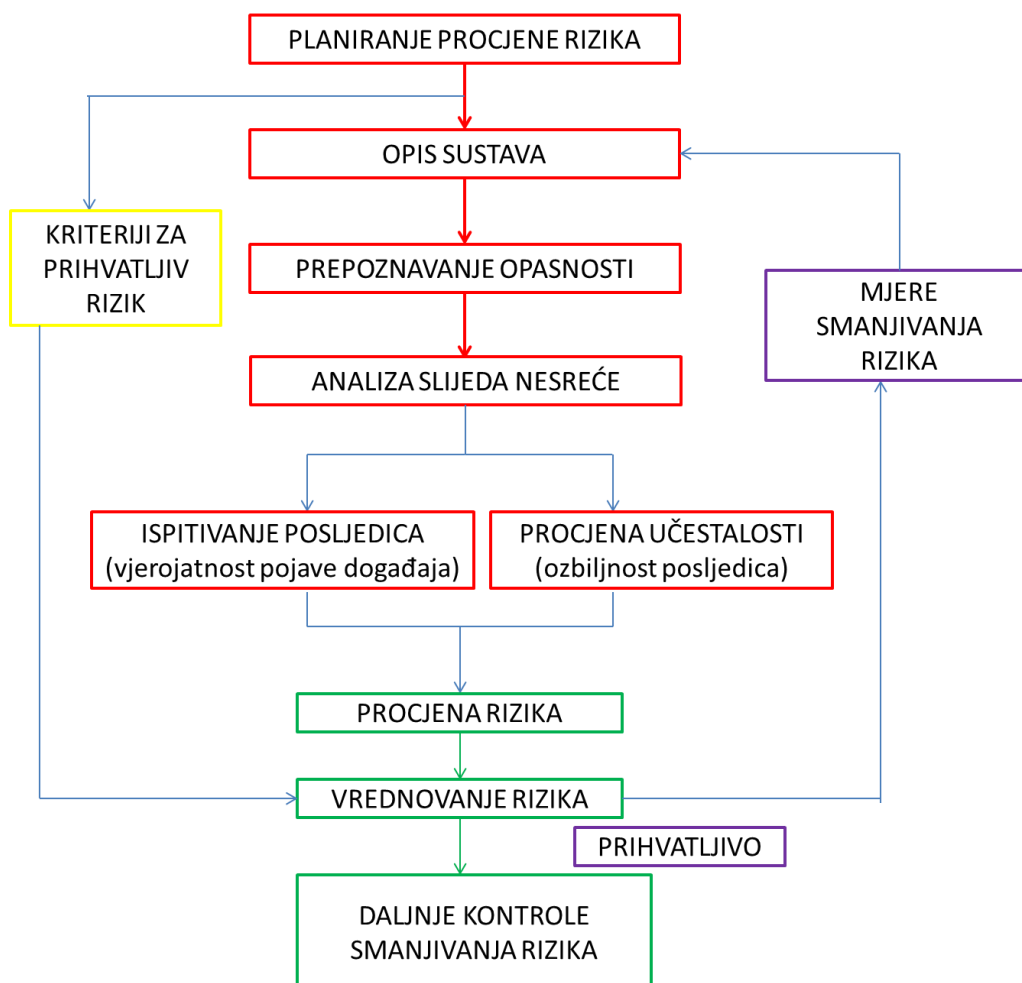 PLANIRANJE PROCJENE RIZIKA
OPIS SUSTAVA
KRITERIJI ZA
PRIHVATLJIV
RIZIK
PREPOZNAVANJE OPASNOSTI
MJERE
SMANJIVANJA
RIZIKA
ANALIZA SLIJEDA NESREĆE
ISPITIVANJE POSLJEDICA
(vjerojatnost pojave događaja)
PROCJENA UČESTALOSTI
(ozbiljnost posljedica)
PROCJENA RIZIKA
VREDNOVANJE RIZIKA
PRIHVATLJIVO
DALJNJE KONTROLE
SMANJIVANJA RIZIKA